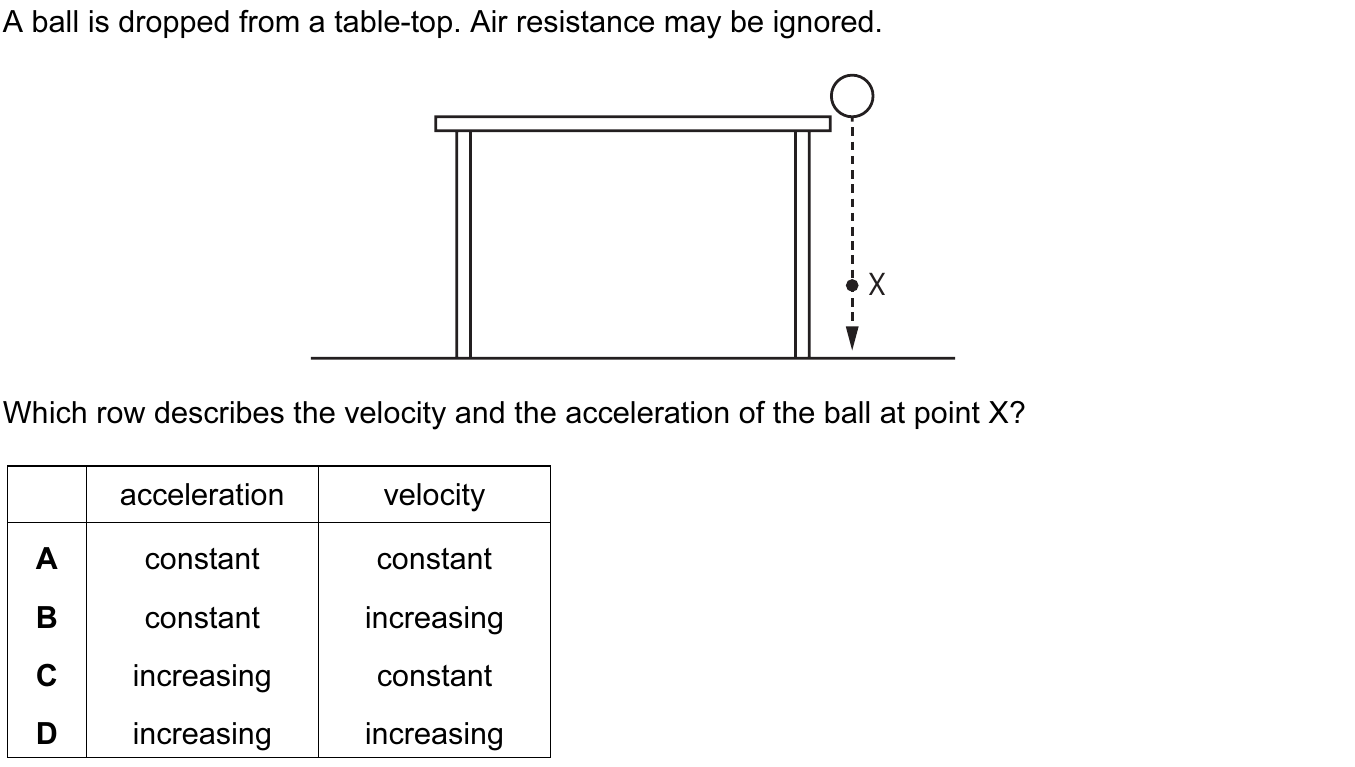 A ball is dropped from a table-top. Air resistance may be ignored.
X
Which row describes the velocity and the acceleration of the ball at point X?
acceleration velocity
A constant constant
B constant increasing
C increasing constant
D increasing increasing